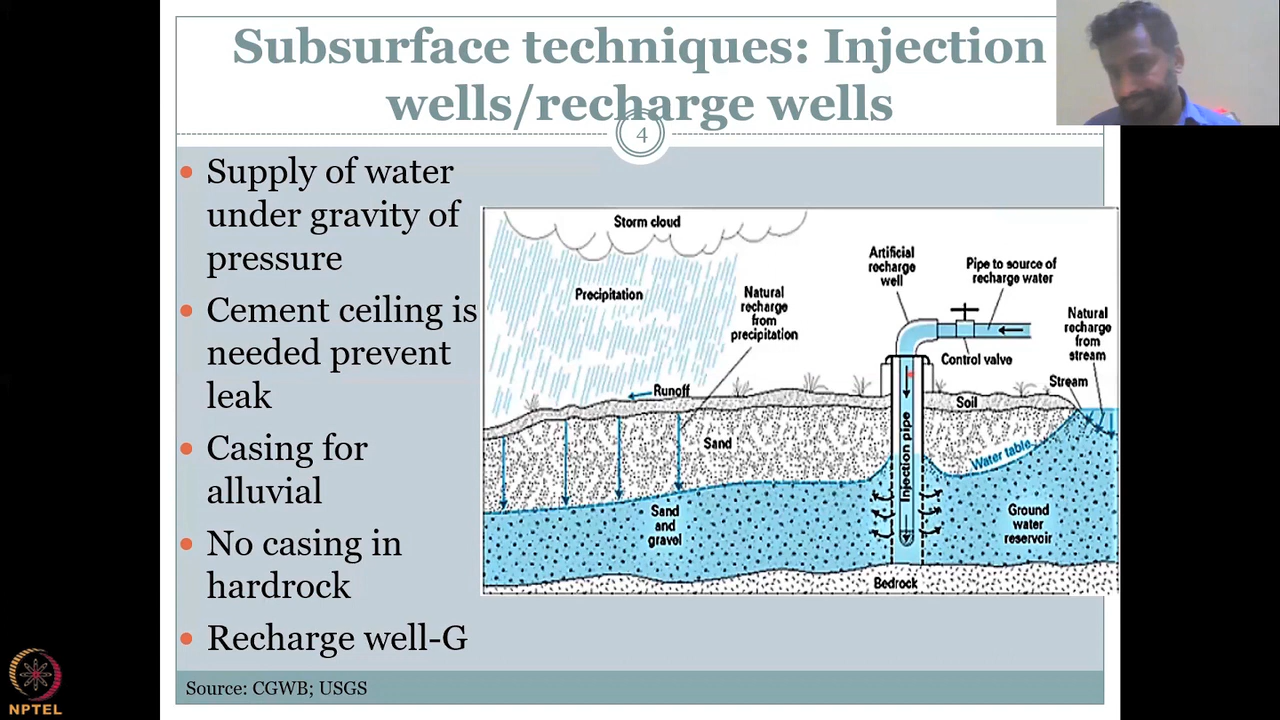 Subsurface techniques: Injection
wells/recharge wells
4
Supply of water
under gravity of
pressure
Cement ceiling is
needed prevent
leak
Casing for
alluvial
No casing in
hardrock
Recharge well-G
Storm cloud
Precipitation
Natural
recharge
from
precipitation
Artificial
recharge
well
Pipe to source of
recharge water
Natural
recharge
from
stream
Control valve
Stream
Runoff
Soil
Sand
Injection pipe
Water table
Sand
and
gravel
Ground
water
reservoir
Bedrock
Source: CGWB; USGS
NPTEL